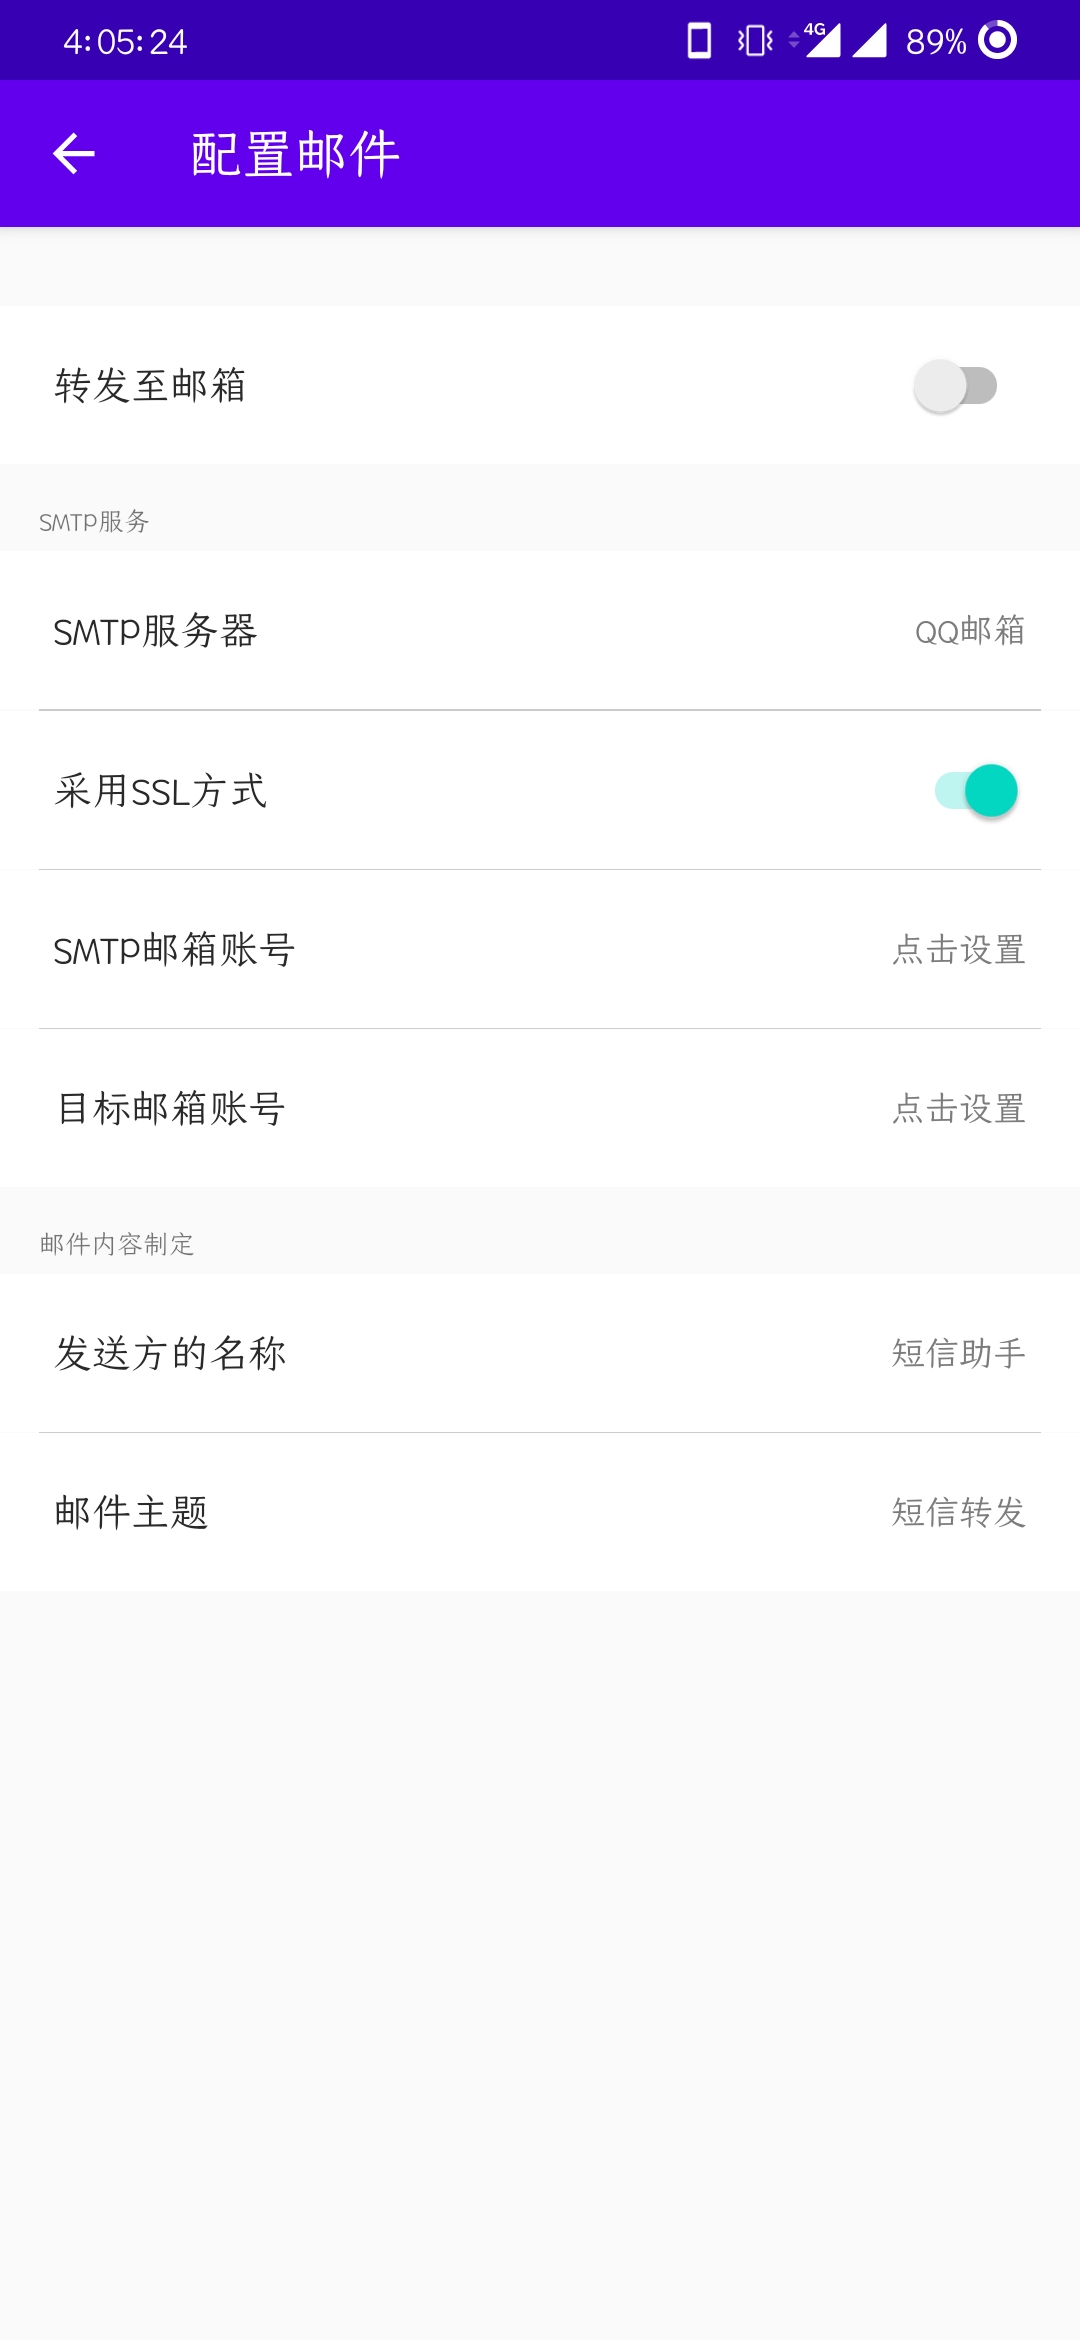 4:05:24 4G 89%
配置邮件
转发至邮箱
SMTP服务
SMTP服务器 QQ邮箱
采用SSL方式
SMTP邮箱账号 点击设置
目标邮箱账号 点击设置
邮件内容制定
发送方的名称 短信助手
邮件主题 短信转发